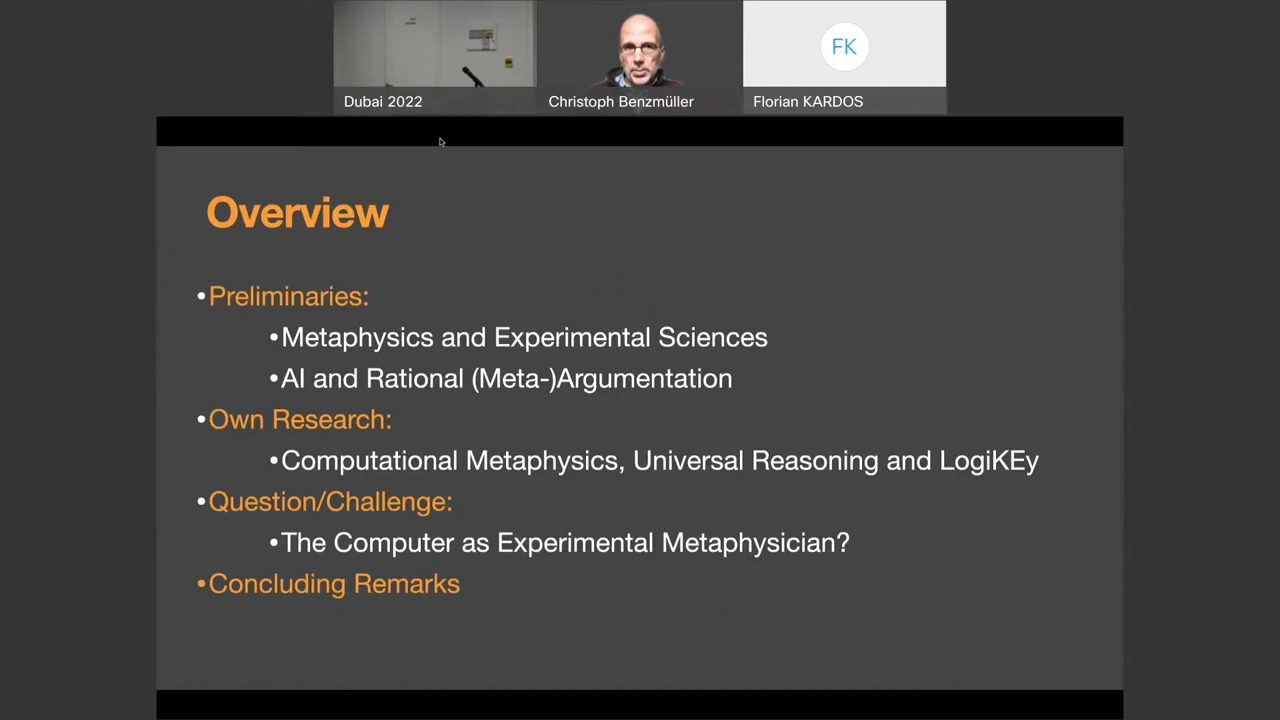 Dubai 2022
Christoph Benzmüller
FK
Florian KARDOS
Overview
•Preliminaries:
•Metaphysics and Experimental Sciences
•AI and Rational (Meta-)Argumentation
•Own Research:
•Computational Metaphysics, Universal Reasoning and LogiKEy
•Question/Challenge:
•The Computer as Experimental Metaphysician?
•Concluding Remarks